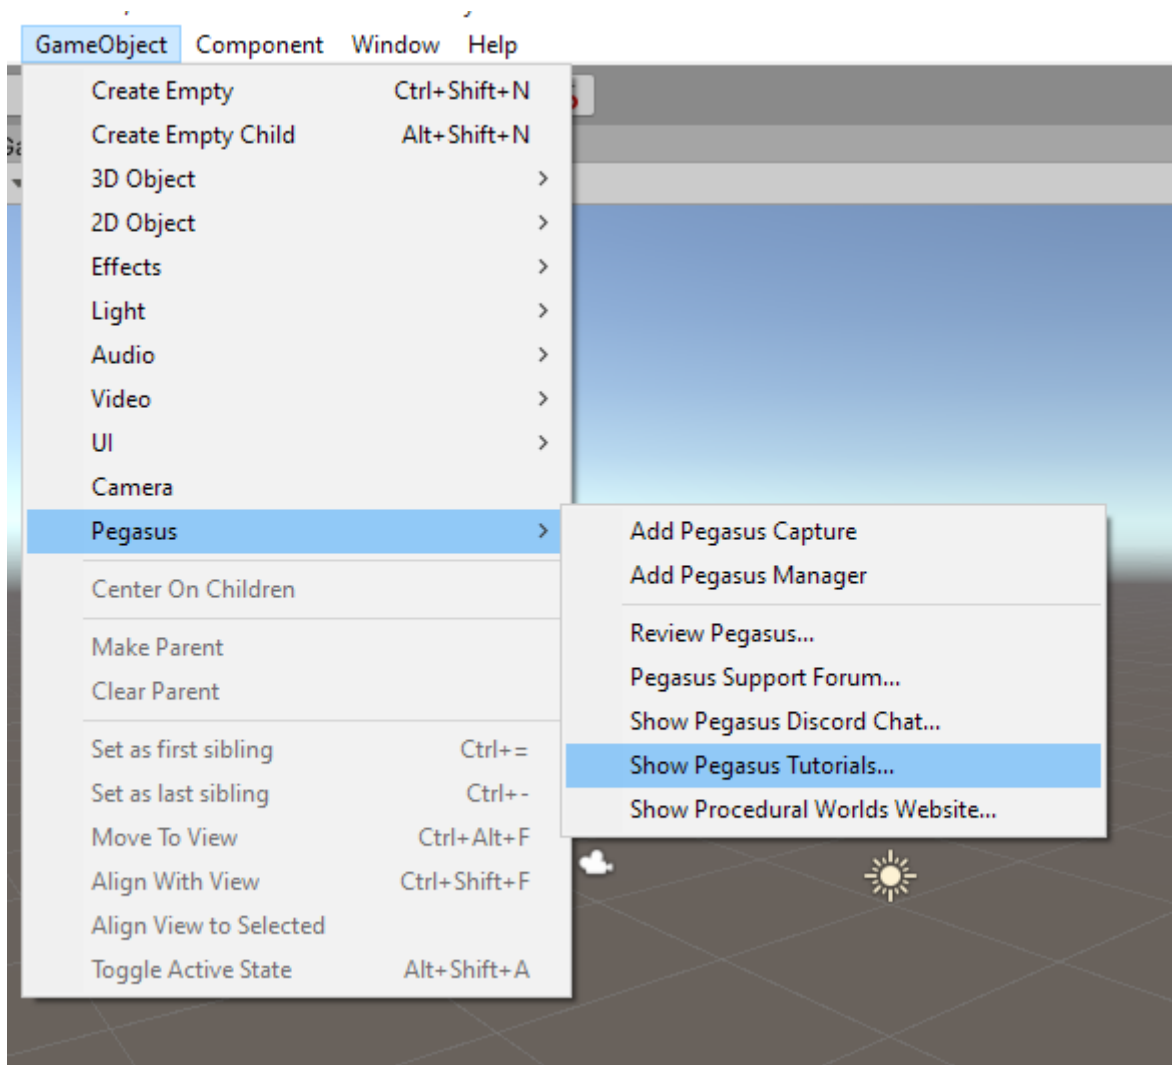 GameObject Component Window Help
Create Empty Ctrl+Shift+N
Create Empty Child Alt+Shift+N
3D Object
2D Object
Effects
Light
Audio
Video
UI
Camera
Pegasus
Add Pegasus Capture
Add Pegasus Manager
Review Pegasus...
Pegasus Support Forum...
Show Pegasus Discord Chat...
Show Pegasus Tutorials...
Show Procedural Worlds Website...
Center On Children
Make Parent
Clear Parent
Set as first sibling Ctrl+=
Set as last sibling Ctrl+-
Move To View Ctrl+Alt+F
Align With View Ctrl+Shift+F
Align View to Selected
Toggle Active State Alt+Shift+A